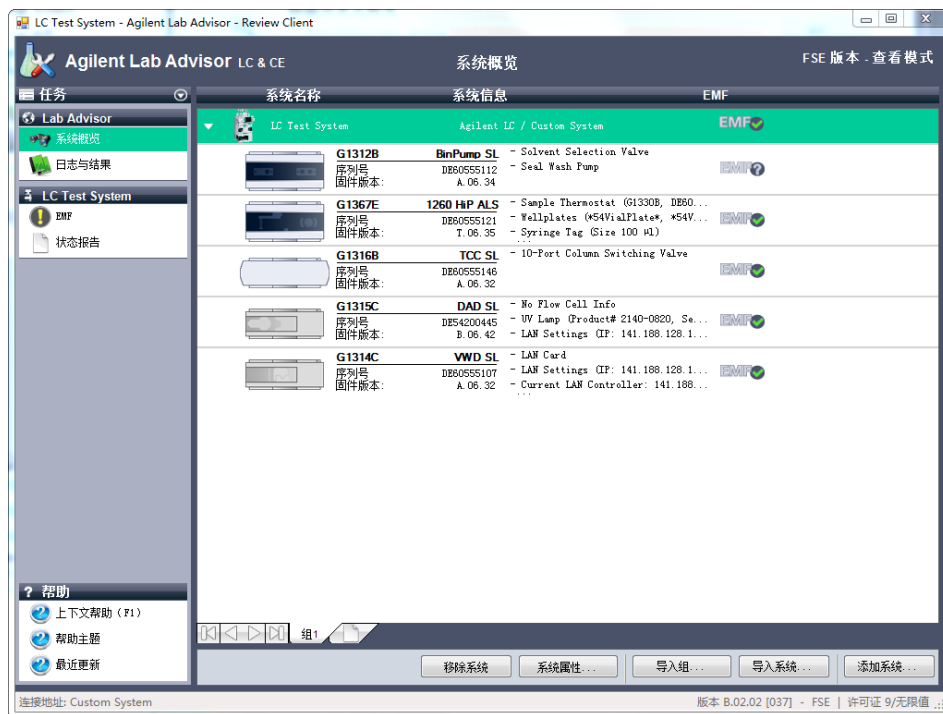 LC Test System - Agilent Lab Advisor - Review Client
Agilent Lab Advisor LC & CE
系统概览
FSE 版本 - 查看模式
任务
系统名称 系统信息 EMF
Lab Advisor
系统概览
日志与结果
LC Test System
EMF
状态报告
LC Test System Agilent LC / Custom System EMF
G1312B BinPump SL - Solvent Selection Valve
序列号 DE60555112 - Seal Wash Pump EMF
固件版本: A.06.34
G1367E 1260 HiP ALS - Sample Thermostat (G1330B, DE60...
序列号 DE60555121 - Wellplates (*54VialPlate*, *54V... EMF
固件版本: T.06.35 - Syringe Tag (Size 100 µl)
...
G1316B TCC SL - 10-Port Column Switching Valve
序列号 DE60555146 EMF
固件版本: A.06.32
G1315C DAD SL - No Flow Cell Info
序列号 DE54200445 - UV Lamp (Product# 2140-0820, Se... EMF
固件版本: B.06.42 - LAN Settings (IP: 141.188.128.1...
G1314C VWD SL - LAN Card
序列号 DE60555107 - LAN Settings (IP: 141.188.128.1... EMF
固件版本: A.06.32 - Current LAN Controller: 141.188...
...
? 帮助
上下文帮助 (F1)
帮助主题
最近更新
组1
移除系统 系统属性... 导入组... 导入系统... 添加系统...
连接地址: Custom System
版本 B.02.02 [037] - FSE | 许可证 9/无限值